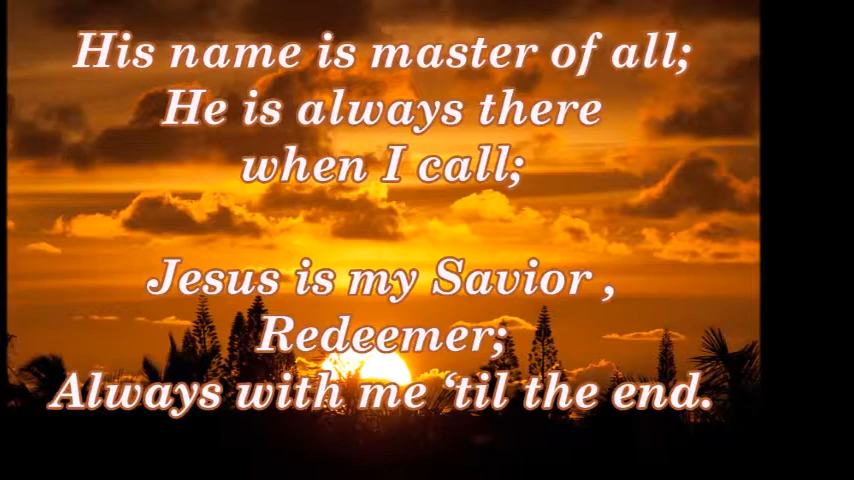 His name is master of all;
He is always there
when I call;
Jesus is my Savior ,
Redeemer;
Always with me ‘til the end.